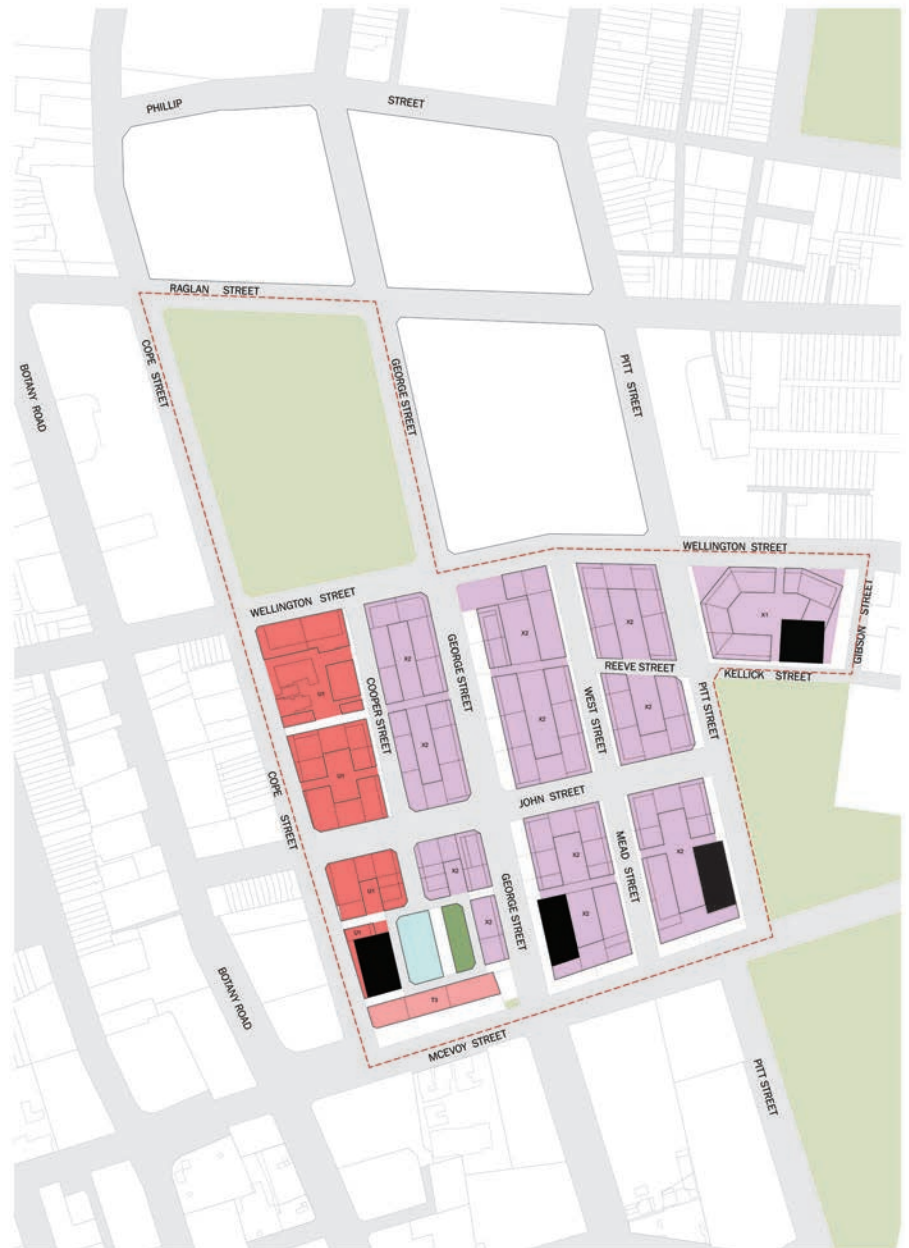 PHILLIP STREET
RAGLAN STREET
COPE STREET
GEORGE STREET
PITT STREET
BOTANY ROAD
WELLINGTON STREET
WELLINGTON STREET
GIBSON STREET
X1
X2
X2
X2
REEVE STREET
KELLICK STREET
GEORGE STREET
COOPER STREET
WEST STREET
PITT STREET
X2
X2
X2
COPE STREET
JOHN STREET
MEAD STREET
X2
X2
X2
X2
X2
GEORGE STREET
BOTANY ROAD
MCEVOY STREET
PITT STREET